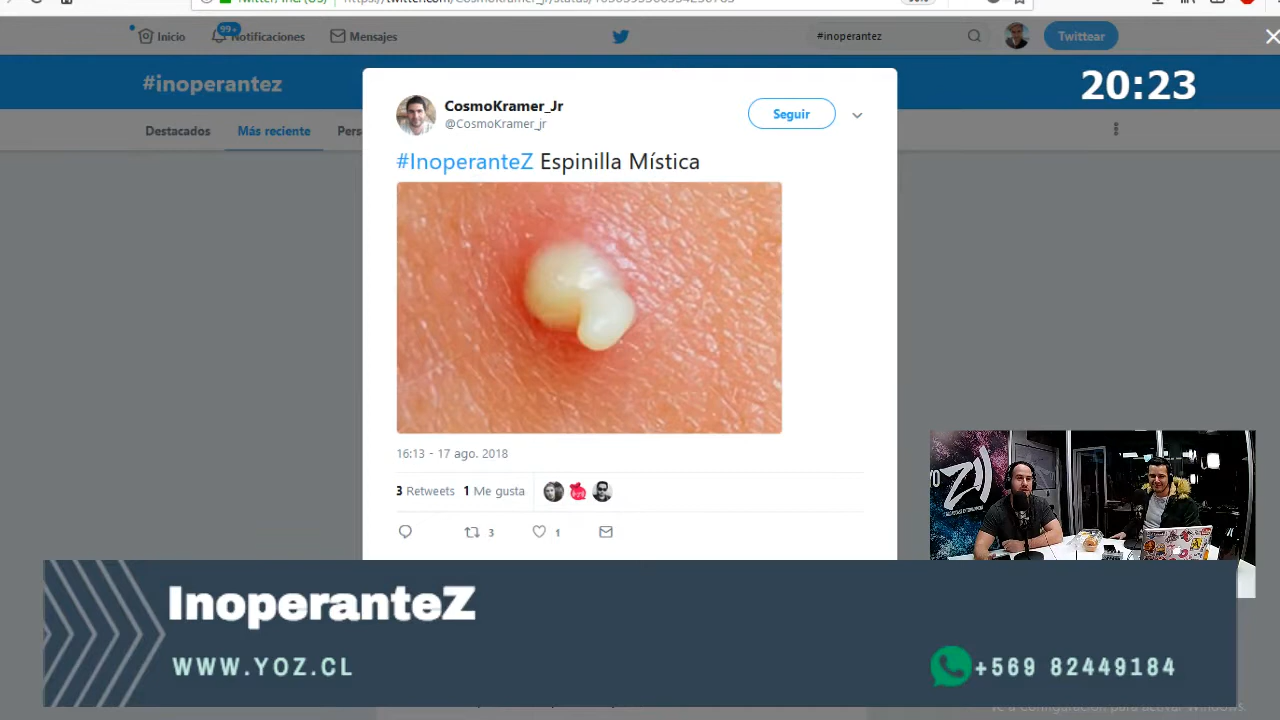 Inicio
99+
Notificaciones
Mensajes
#inoperantez
Twittear
#inoperantez
20:23
Destacados
Más reciente
CosmoKramer_Jr
@CosmoKramer_jr
Seguir
#InoperanteZ Espinilla Mística
16:13 - 17 ago. 2018
3 Retweets 1 Me gusta
3
1
InoperanteZ
WWW.YOZ.CL
+569 82449184